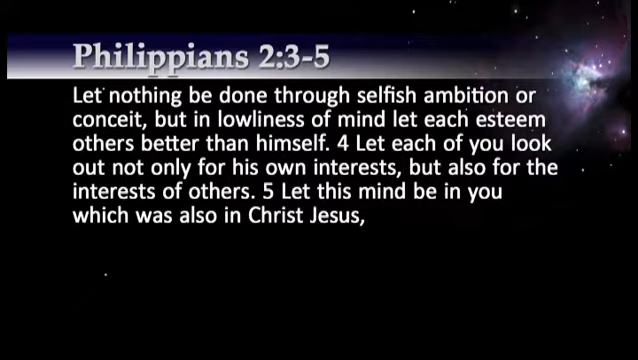 Philippians 2:3-5
Let nothing be done through selfish ambition or
conceit, but in lowliness of mind let each esteem
others better than himself. 4 Let each of you look
out not only for his own interests, but also for the
interests of others. 5 Let this mind be in you
which was also in Christ Jesus,